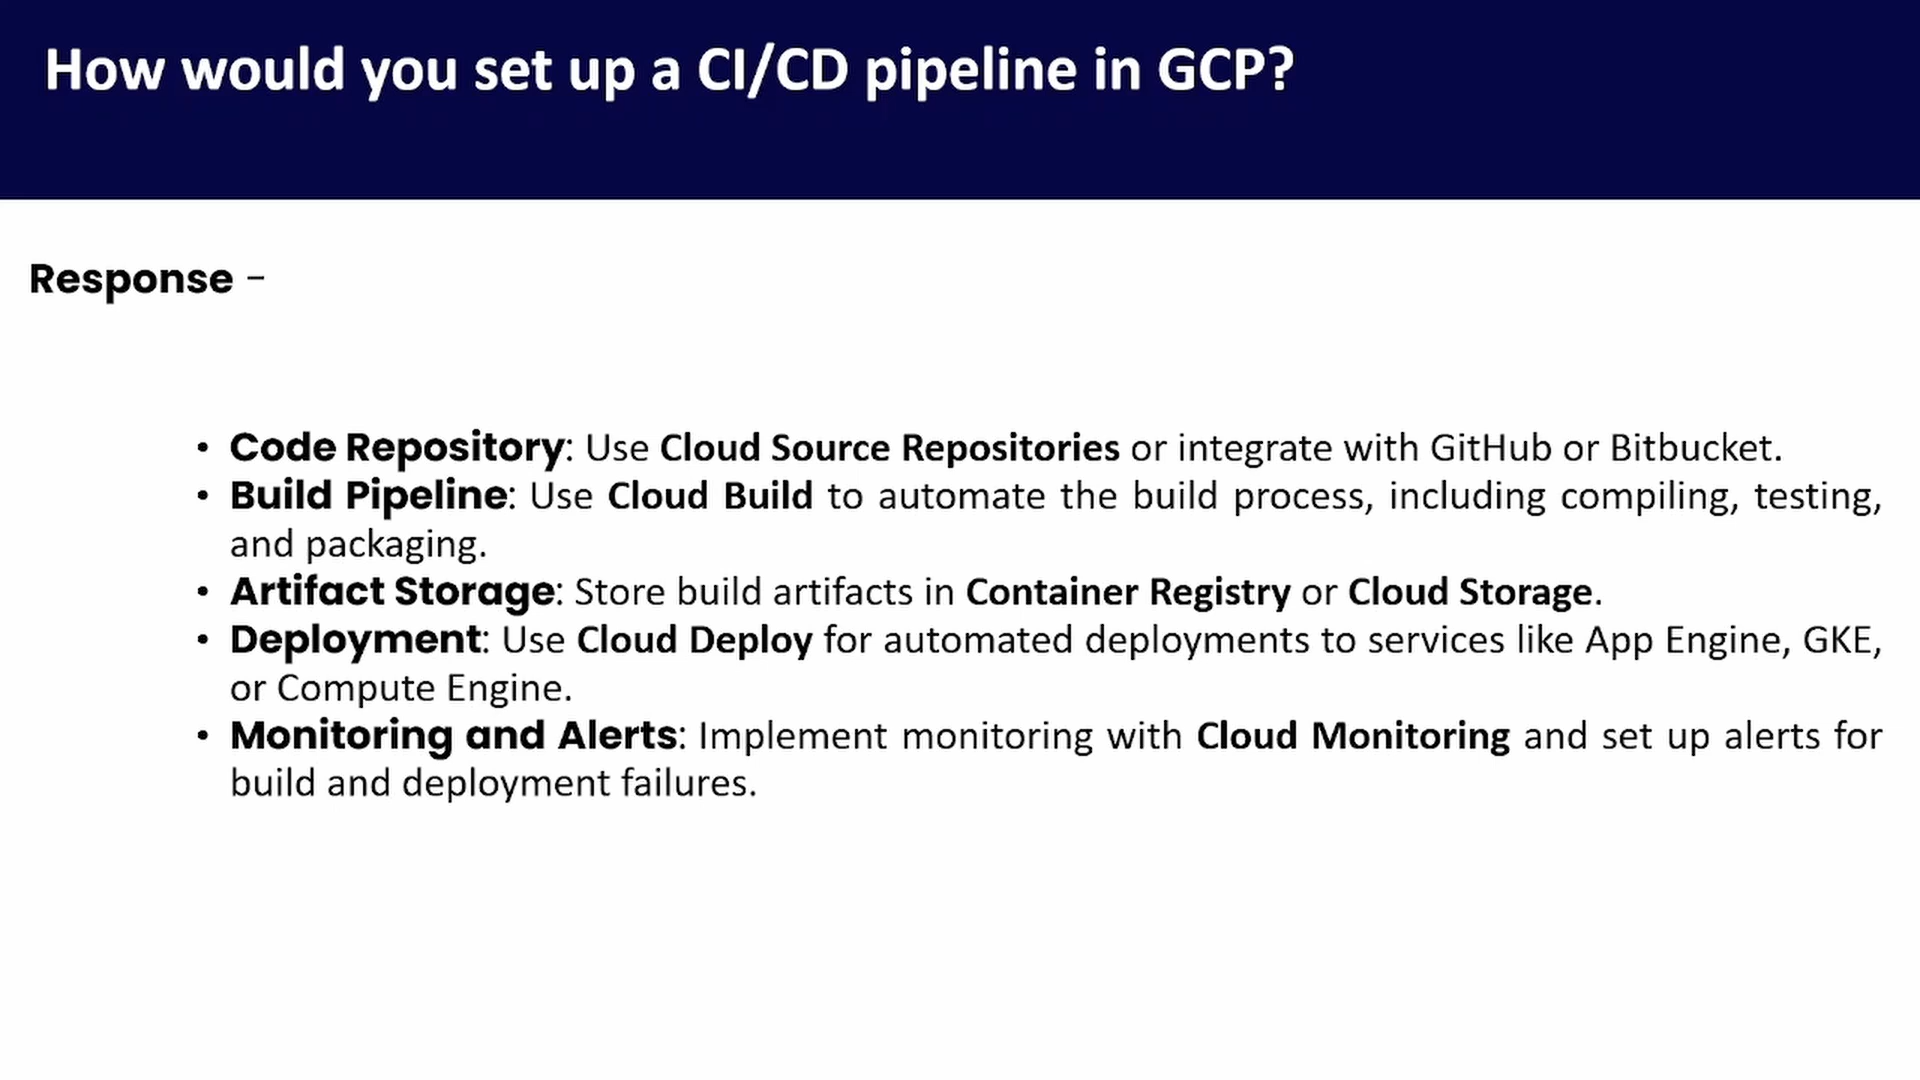 How would you set up a CI/CD pipeline in GCP?
Response –
• Code Repository: Use Cloud Source Repositories or integrate with GitHub or Bitbucket.
• Build Pipeline: Use Cloud Build to automate the build process, including compiling, testing,
and packaging.
• Artifact Storage: Store build artifacts in Container Registry or Cloud Storage.
• Deployment: Use Cloud Deploy for automated deployments to services like App Engine, GKE,
or Compute Engine.
• Monitoring and Alerts: Implement monitoring with Cloud Monitoring and set up alerts for
build and deployment failures.